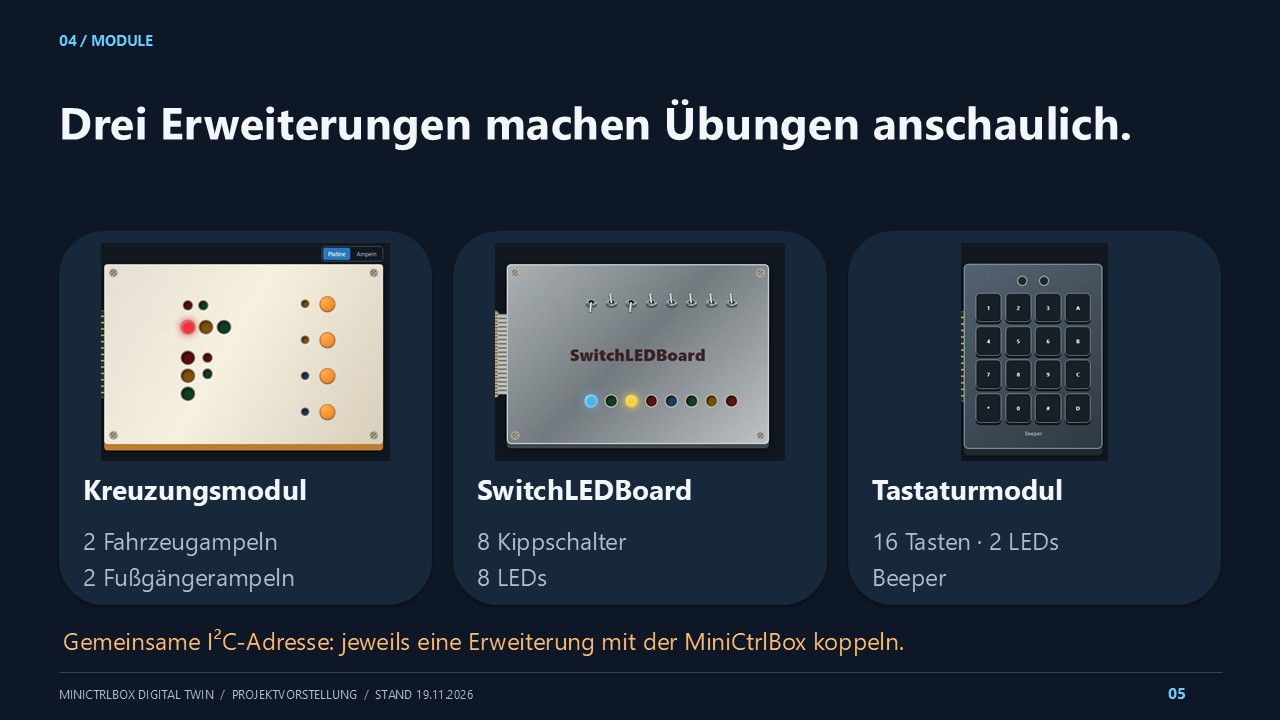 04 / MODULE
Drei Erweiterungen machen Übungen anschaulich.
Platine Ampeln
SwitchLEDBoard
1 2 3 A
4 5 6 B
7 8 9 C
* 0 # D
Beeper
Kreuzungsmodul
2 Fahrzeugampeln
2 Fußgängerampeln
SwitchLEDBoard
8 Kippschalter
8 LEDs
Tastaturmodul
16 Tasten · 2 LEDs
Beeper
Gemeinsame I²C-Adresse: jeweils eine Erweiterung mit der MiniCtrlBox koppeln.
MINICTRLBOX DIGITAL TWIN / PROJEKTVORSTELLUNG / STAND 19.11.2026
05